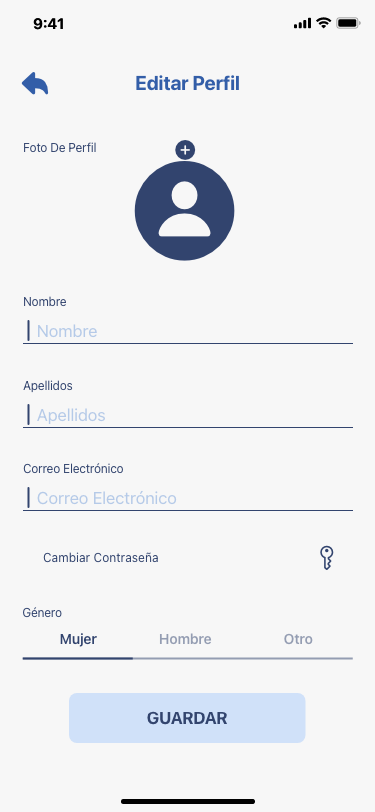 9:41
Editar Perfil
Foto De Perfil
Nombre
Nombre
Apellidos
Apellidos
Correo Electrónico
Correo Electrónico
Cambiar Contraseña
Género
Mujer Hombre Otro
GUARDAR